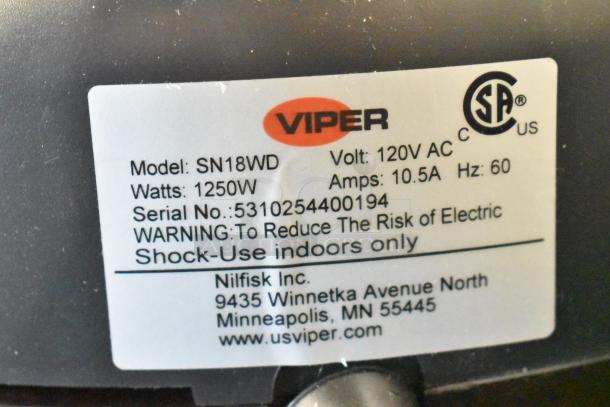 VIPER
CSA® C US
Model: SN18WD Volt: 120V AC
Watts: 1250W Amps: 10.5A Hz: 60
Serial No.:5310254400194
WARNING:To Reduce The Risk of Electric
Shock-Use indoors only
Nilfisk Inc.
9435 Winnetka Avenue North
Minneapolis, MN 55445
www.usviper.com